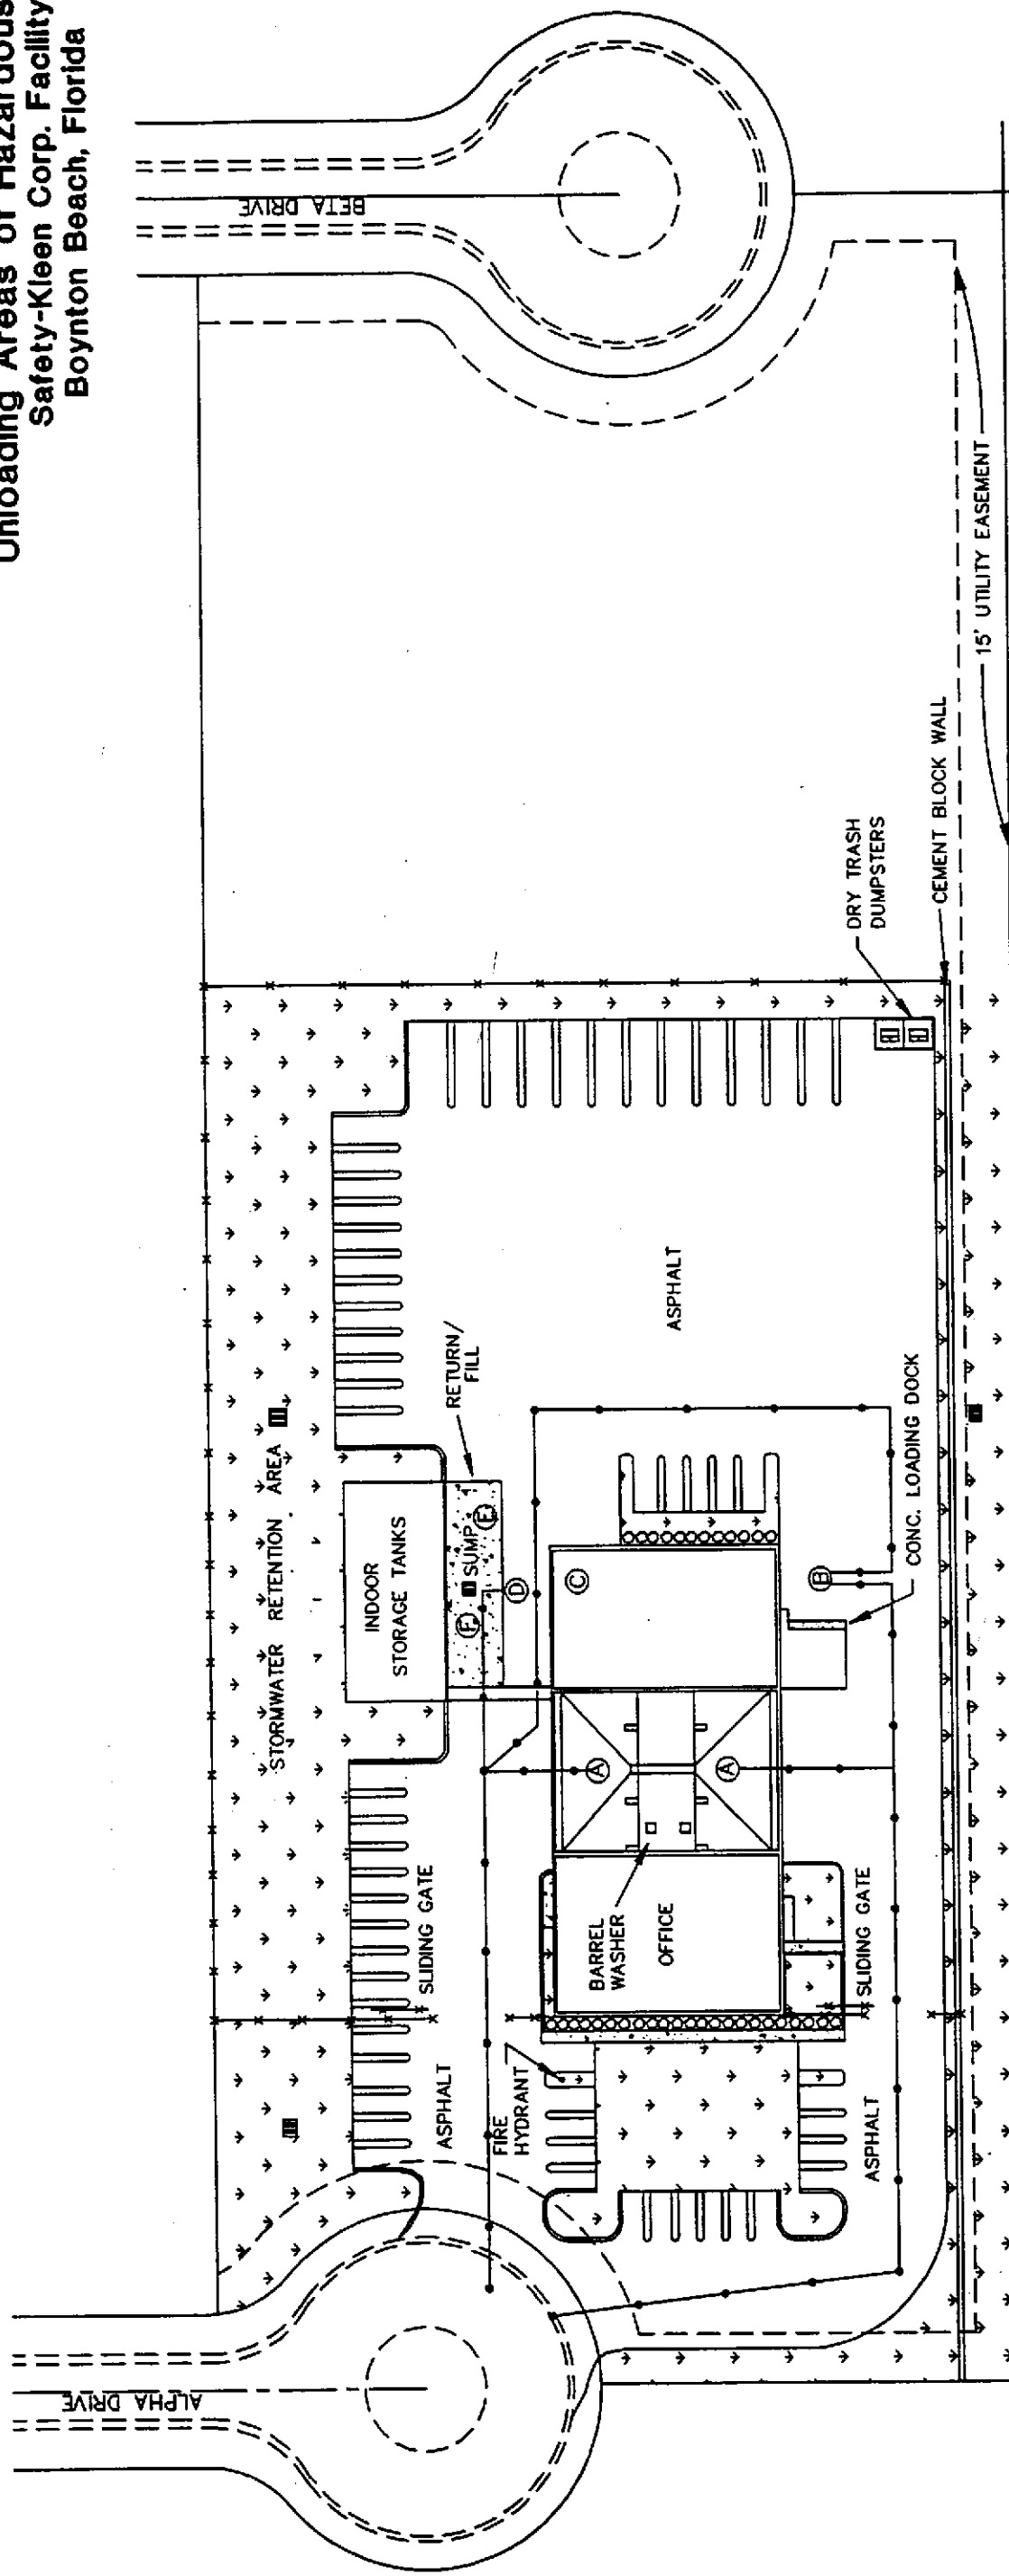 Unloading Areas of Hazardous
Safety-Kleen Corp. Facility
Boynton Beach, Florida
BETA DRIVE
15' UTILITY EASEMENT
CEMENT BLOCK WALL
DRY TRASH
DUMPSTERS
ASPHALT
RETURN/
FILL
STORMWATER RETENTION AREA
INDOOR
STORAGE TANKS
SUMP
E
F
D
C
B
CONC. LOADING DOCK
A
A
BARREL
WASHER
OFFICE
SLIDING GATE
SLIDING GATE
FIRE
HYDRANT
ASPHALT
ASPHALT
ALPHA DRIVE